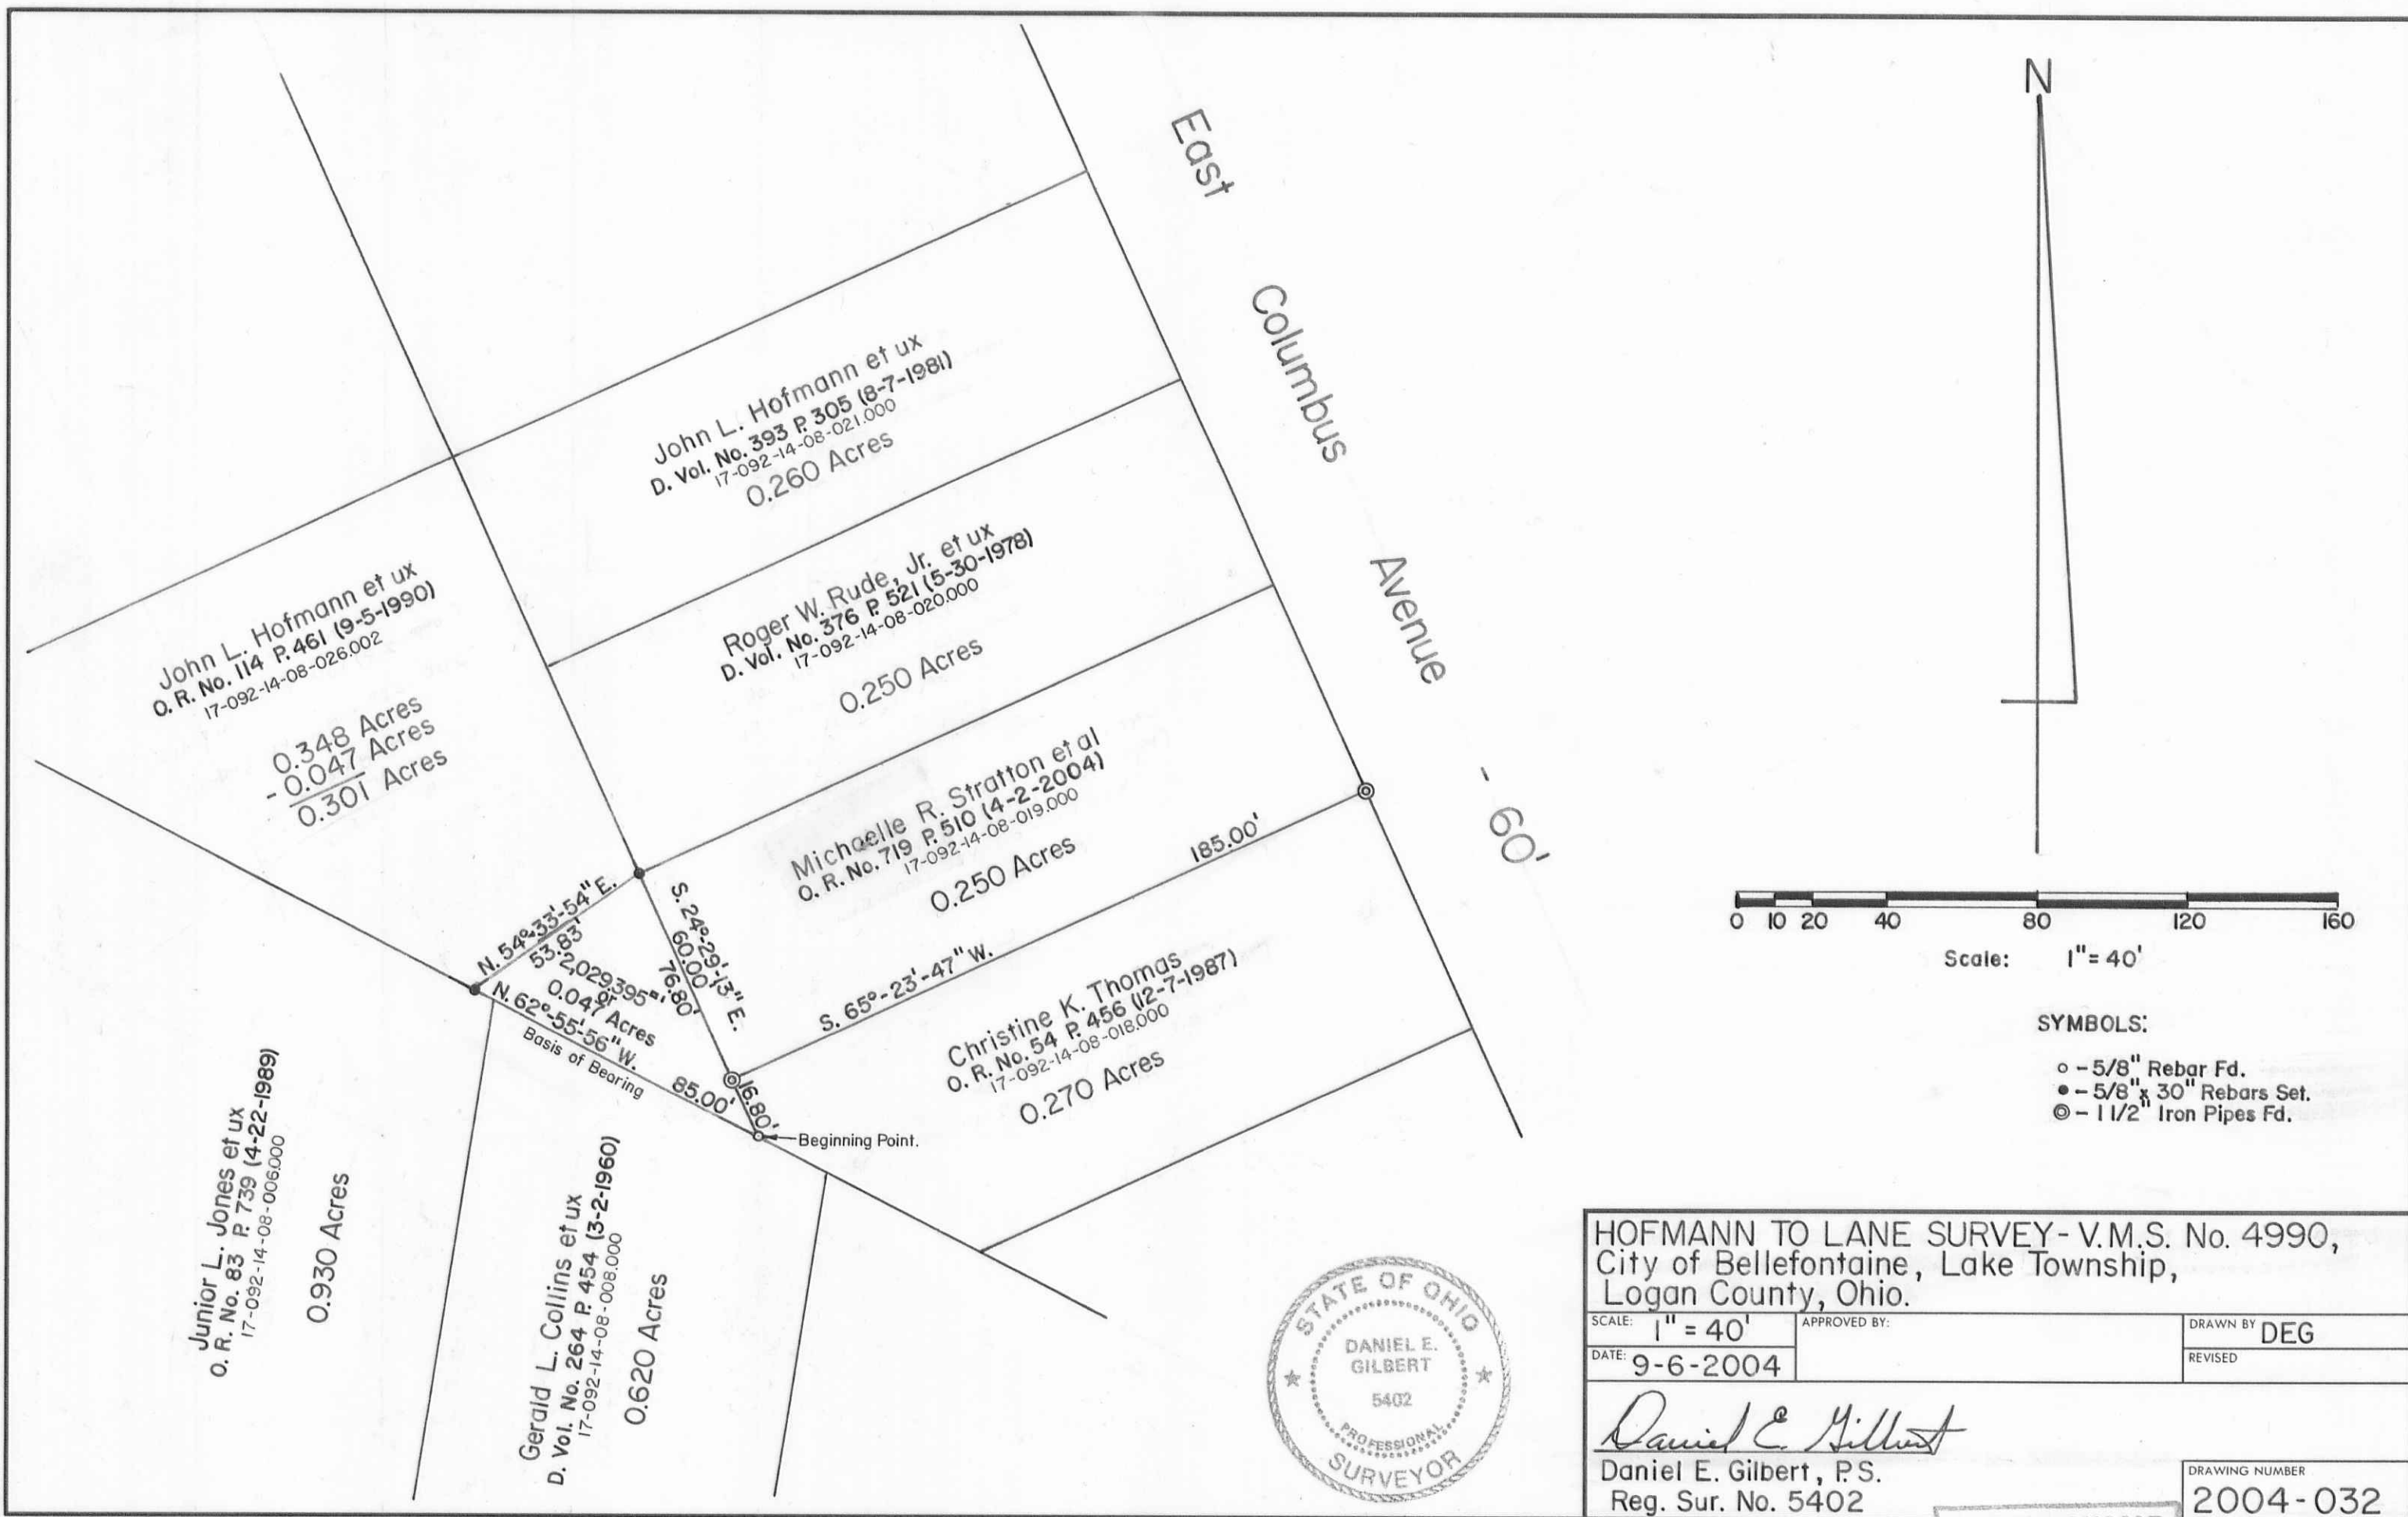 N
East Columbus Avenue - 60'
John L. Hofmann et ux
D. Vol. No. 393 P. 305 (8-7-1981)
17-092-14-08-021.000
0.260 Acres
Roger W. Rude, Jr. et ux
D. Vol. No. 376 P. 521 (5-30-1978)
17-092-14-08-020.000
0.250 Acres
John L. Hofmann et ux
O. R. No. 114 P. 461 (9-5-1990)
17-092-14-08-026.002
0.348 Acres
- 0.047 Acres
0.301 Acres
Michaelle R. Stratton et al
O. R. No. 719 P. 510 (4-2-2004)
17-092-14-08-019.000
0.250 Acres
185.00'
S. 65°-23'-47" W.
N. 54°-33'-54" E.
53.83'
2,029.395 ▫'
or
0.047 Acres
N. 62°-55'-56" W.
85.00'
Basis of Bearing
S. 24°-29'-13" E.
60.00'
76.80'
16.80'
Beginning Point.
Christine K. Thomas
O. R. No. 54 P. 456 (12-7-1987)
17-092-14-08-018.000
0.270 Acres
Junior L. Jones et ux
O. R. No. 83 P. 739 (4-22-1989)
17-092-14-08-006.000
0.930 Acres
Gerald L. Collins et ux
D. Vol. No. 264 P. 454 (3-2-1960)
17-092-14-08-008.000
0.620 Acres
0 10 20 40 80 120 160
Scale: 1" = 40'
SYMBOLS:
○ - 5/8" Rebar Fd.
● - 5/8" x 30" Rebars Set.
◎ - 1 1/2" Iron Pipes Fd.
STATE OF OHIO
DANIEL E.
GILBERT
5402
PROFESSIONAL
SURVEYOR
HOFMANN TO LANE SURVEY - V.M.S. No. 4990,
City of Bellefontaine, Lake Township,
Logan County, Ohio.
SCALE: 1" = 40'
APPROVED BY:
DRAWN BY DEG
DATE: 9-6-2004
REVISED
Daniel E. Gilbert
Daniel E. Gilbert, P.S.
Reg. Sur. No. 5402
DRAWING NUMBER
2004-032